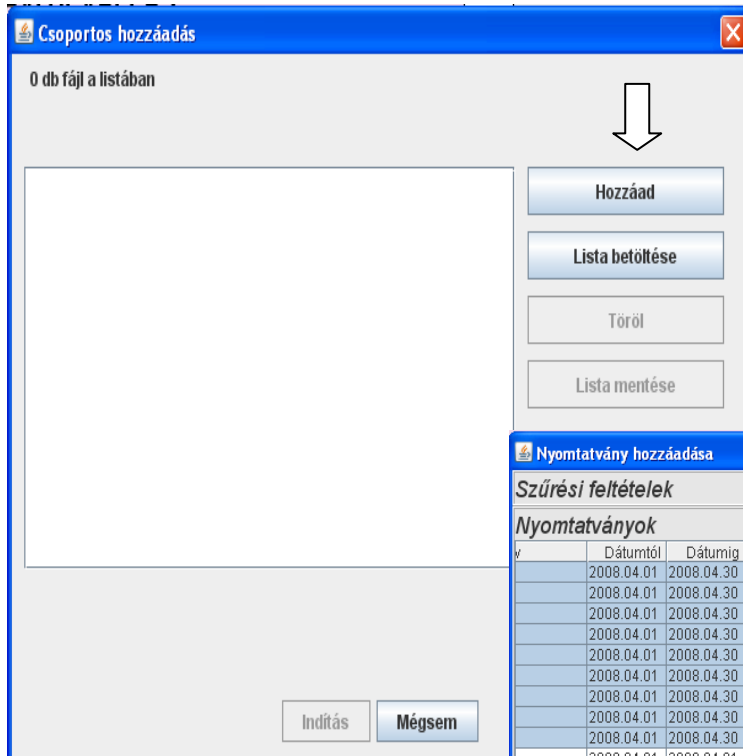 Csoportos hozzáadás
0 db fájl a listában
Hozzáad
Lista betöltése
Töröl
Lista mentése
Nyomtatvány hozzáadása
Szűrési feltételek
Nyomtatványok
v Dátumtól Dátumig
2008.04.01 2008.04.30
2008.04.01 2008.04.30
2008.04.01 2008.04.30
2008.04.01 2008.04.30
2008.04.01 2008.04.30
2008.04.01 2008.04.30
2008.04.01 2008.04.30
2008.04.01 2008.04.30
2008.04.01 2008.04.30
Indítás Mégsem